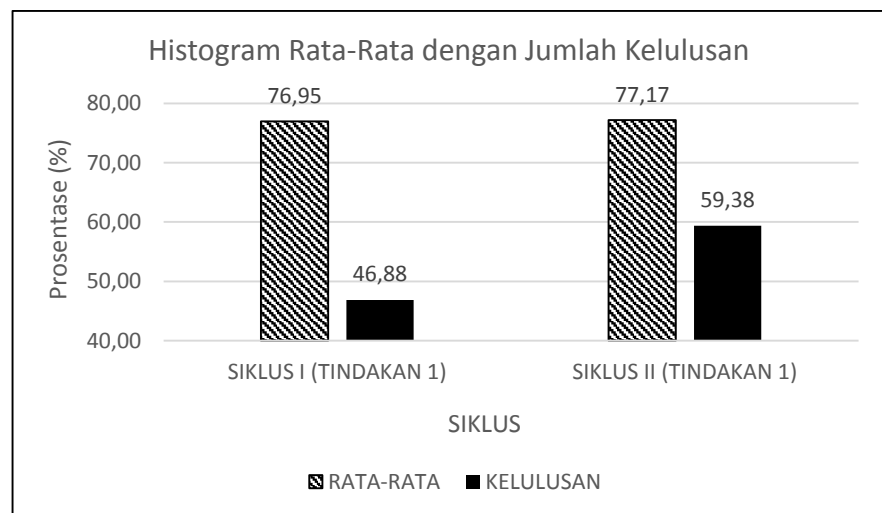 Histogram Rata-Rata dengan Jumlah Kelulusan
Prosentase (%)
80,00
70,00
60,00
50,00
40,00
76,95
46,88
77,17
59,38
SIKLUS I (TINDAKAN 1)
SIKLUS II (TINDAKAN 1)
SIKLUS
RATA-RATA
KELULUSAN